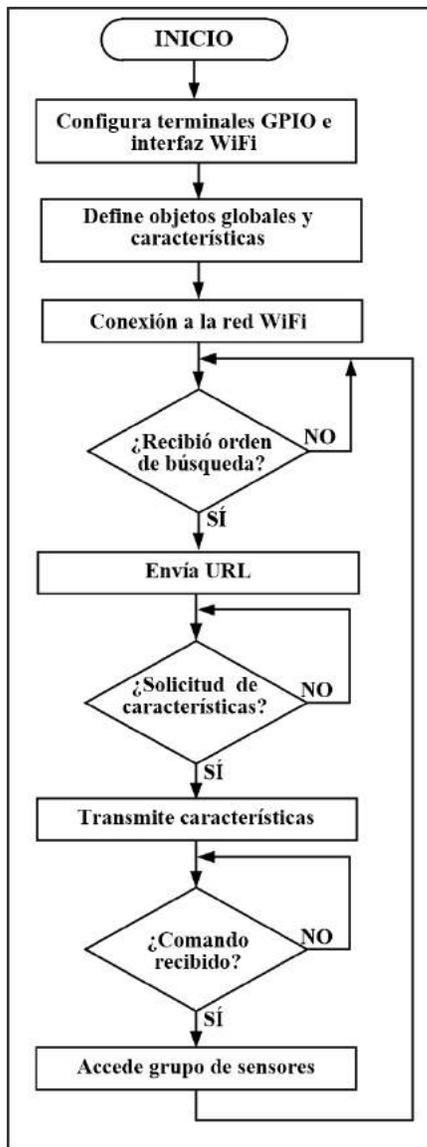 INICIO
Configura terminales GPIO e
interfaz WiFi
Define objetos globales y
características
Conexión a la red WiFi
¿Recibió orden
de búsqueda?
NO
SÍ
Envía URL
¿Solicitud de
características?
NO
SÍ
Transmite características
¿Comando
recibido?
NO
SÍ
Accede grupo de sensores